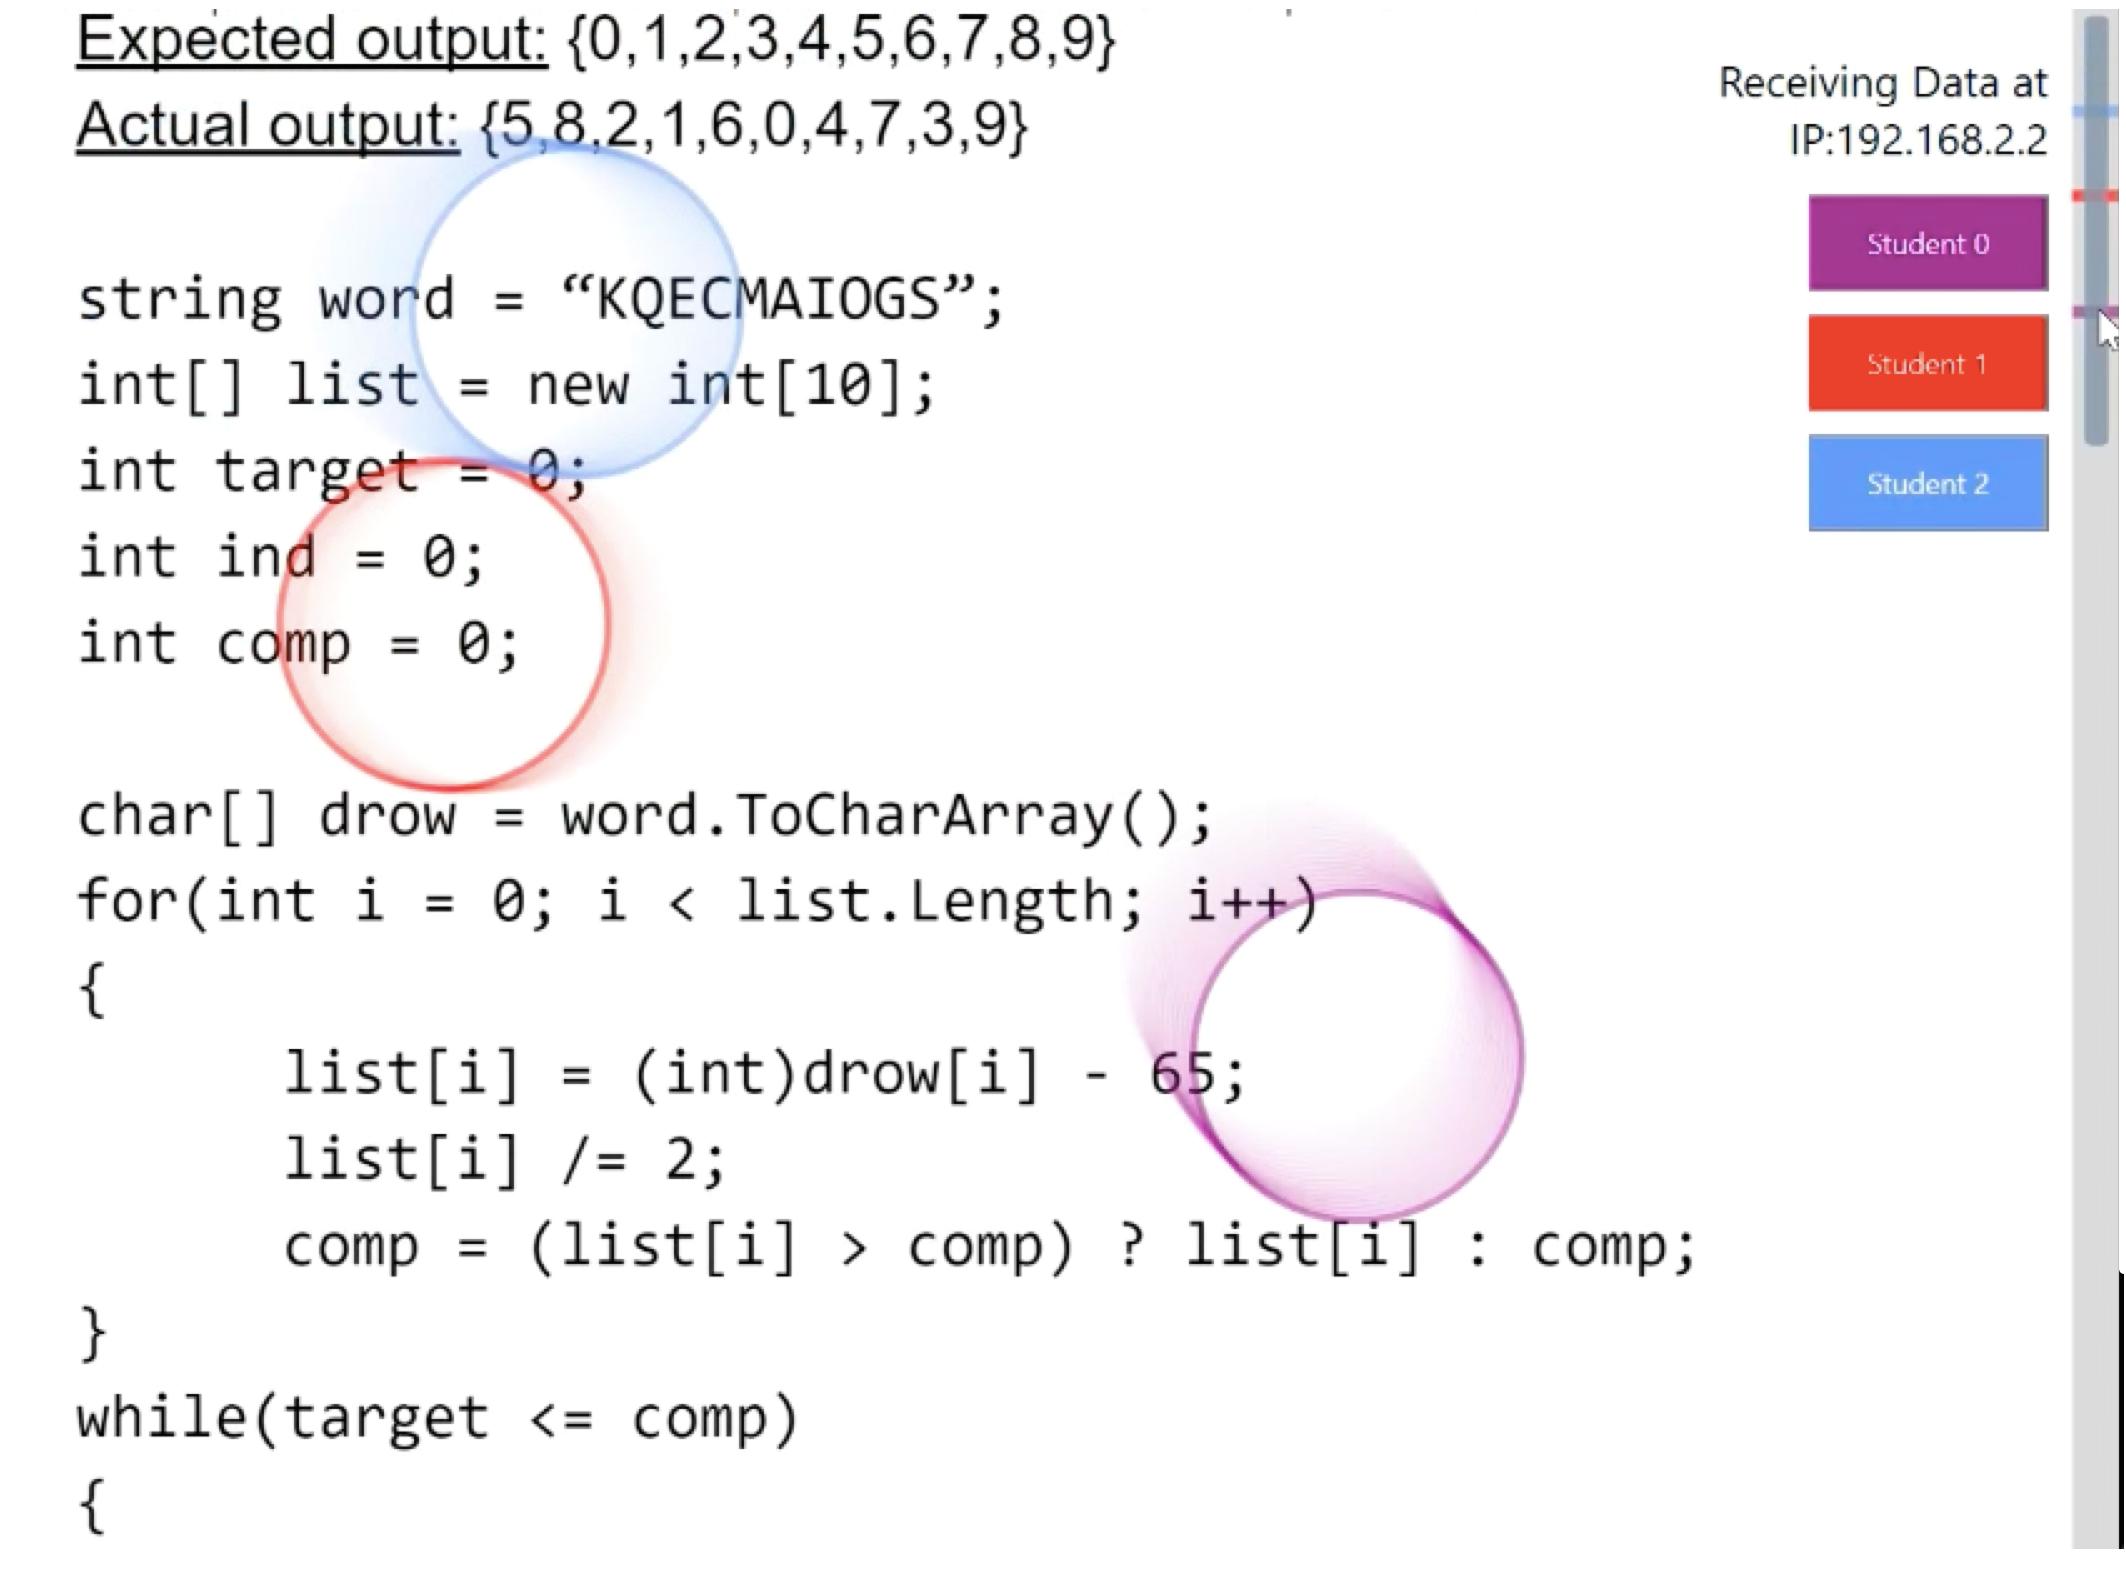 Expected output: {0,1,2,3,4,5,6,7,8,9}
Actual output: {5,8,2,1,6,0,4,7,3,9}
string word = “KQECMAIOGS”;
int[] list = new int[10];
int target = 0;
int ind = 0;
int comp = 0;
char[] drow = word.ToCharArray();
for(int i = 0; i < list.Length; i++)
{
list[i] = (int)drow[i] - 65;
list[i] /= 2;
comp = (list[i] > comp) ? list[i] : comp;
}
while(target <= comp)
{
Receiving Data at
IP:192.168.2.2
Student 0
Student 1
Student 2